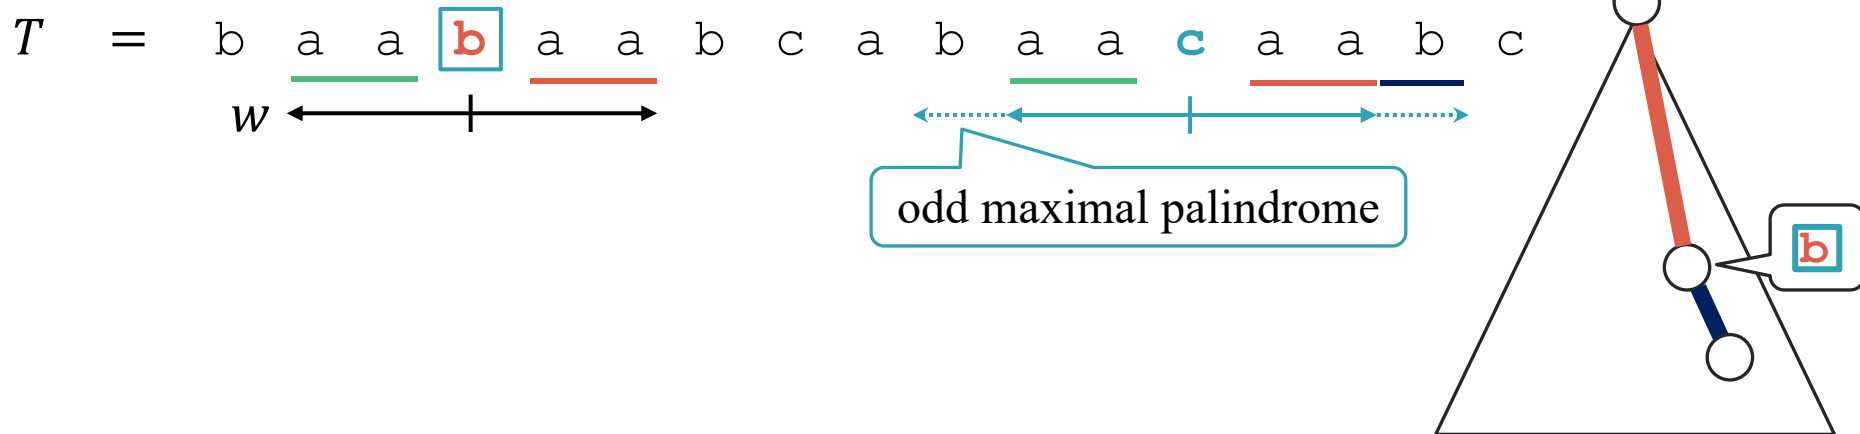 T = b a a b a a b c a b a a c a a b c
w
odd maximal palindrome
b